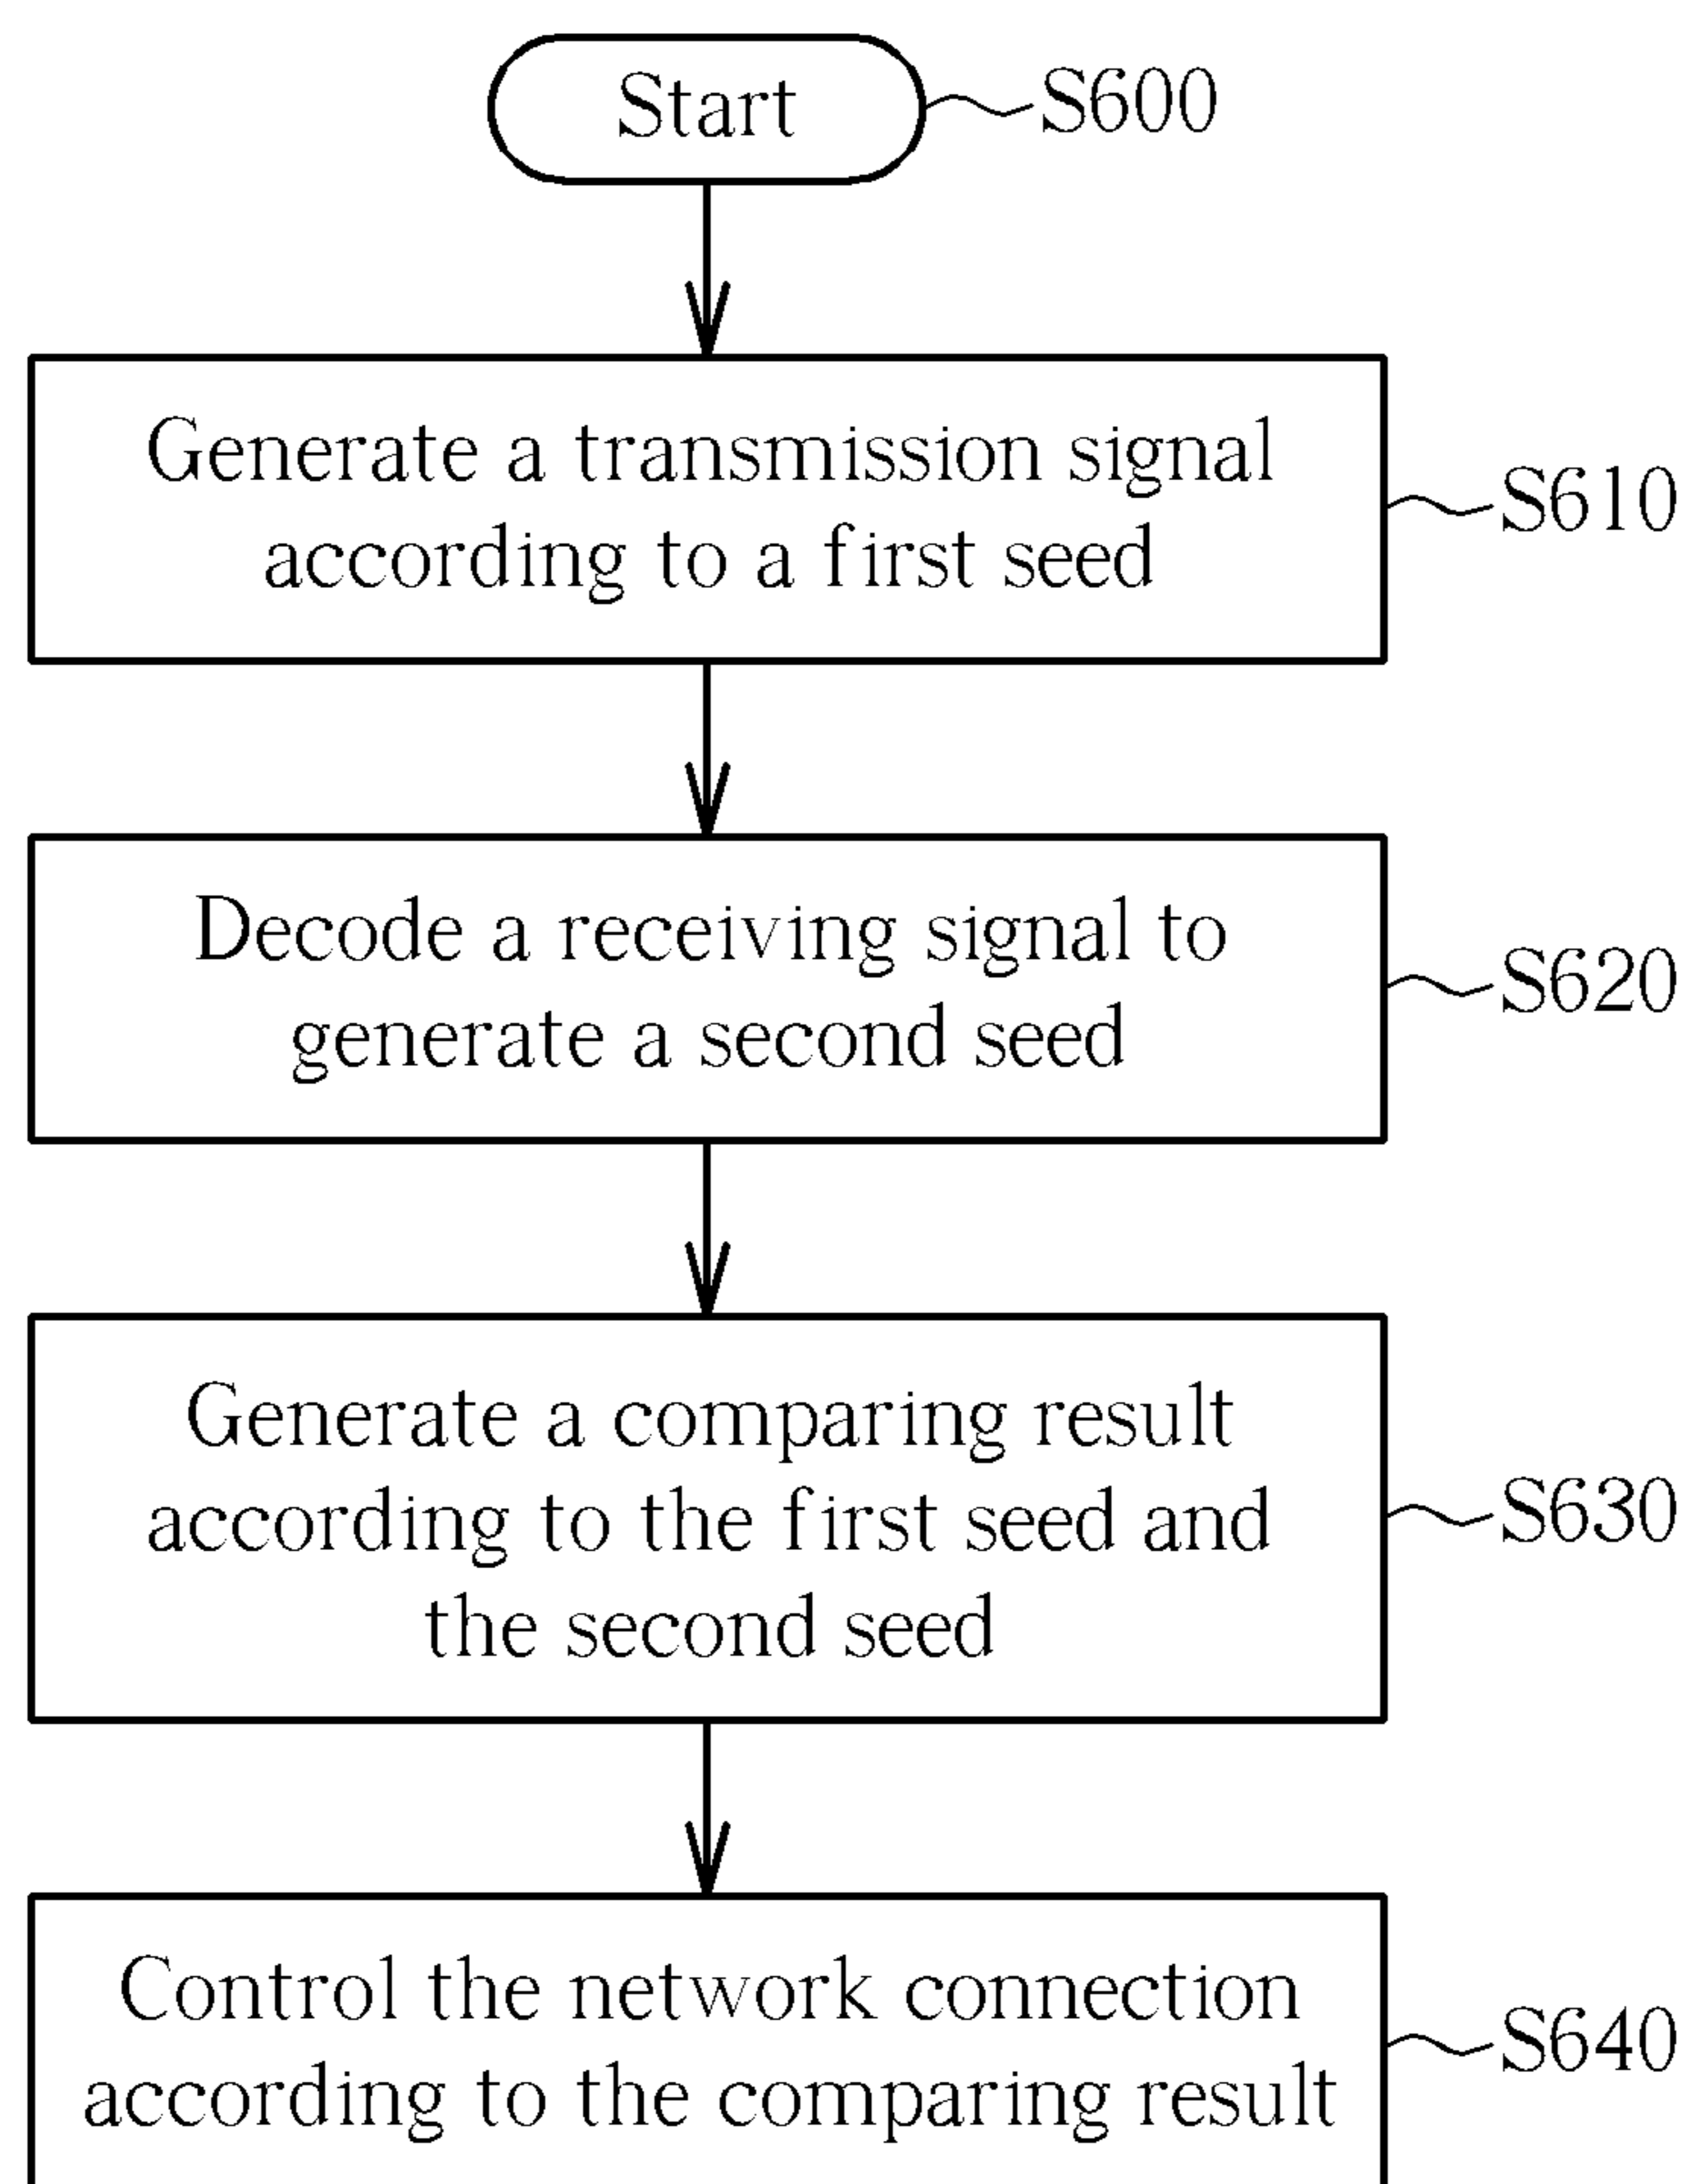 Start
S600
Generate a transmission signal
according to a first seed
S610
Decode a receiving signal to
generate a second seed
S620
Generate a comparing result
according to the first seed and
the second seed
S630
Control the network connection
according to the comparing result
S640